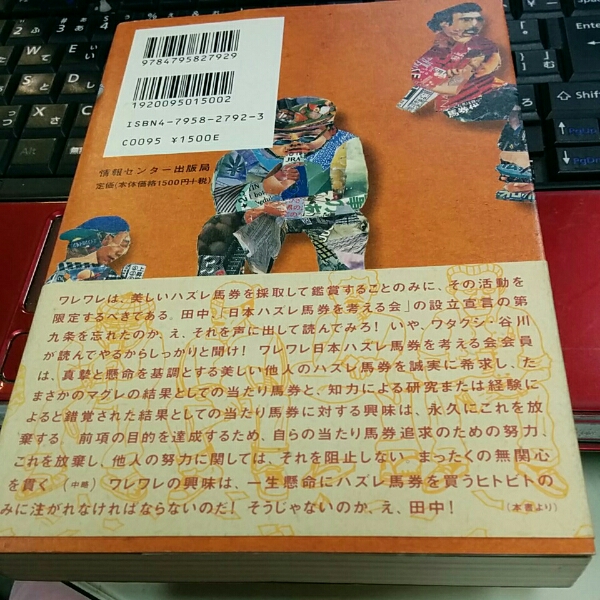 9784795827929
1920095015002
ISBN4-7958-2792-3
C0095 ¥1500E
情報センター出版局
定価(本体価格1500円+税)
馬券
JRA
ワレワレは、美しいハズレ馬券を採取して鑑賞することのみに、その活動を
限定するべきである。田中、「日本ハズレ馬券を考える会」の設立宣言の第
九条を忘れたのか、え、それを声に出して読んでみろ!いや、ワタクシ・谷川
が読んでやるからしっかりと聞け! ワレワレ日本ハズレ馬券を考える会会員
は、真摯と懸命を基調とする美しい他人のハズレ馬券を誠実に希求し、た
まさかのマグレの結果としての当たり馬券と、知力による研究または経験に
よると錯覚された結果としての当たり馬券に対する興味は、永久にこれを放
棄する。前項の目的を達成するため、自らの当たり馬券追求のための努力、
これを放棄し、他人の努力に関しては、それを阻止しない。まったくの無関心
を貫く(中略)ワレワレの興味は、一生懸命にハズレ馬券を買うヒトビトの
みに注がれなければならないのだ!そうじゃないのか、え、田中!(本書より)
Enter
Shift